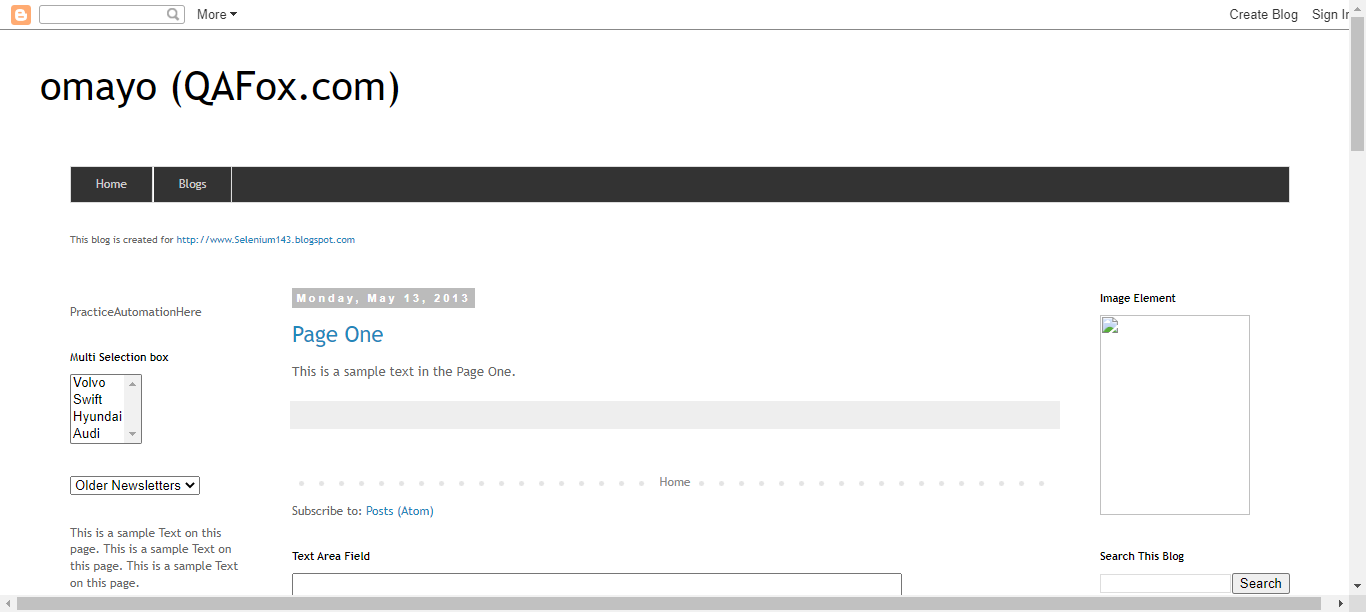 More
Create Blog
Sign In
omayo (QAFox.com)
Home
Blogs
This blog is created for http://www.Selenium143.blogspot.com
PracticeAutomationHere
Multi Selection box
Volvo
Swift
Hyundai
Audi
Older Newsletters
This is a sample Text on this
page. This is a sample Text on
this page. This is a sample Text
on this page.
Monday, May 13, 2013
Page One
This is a sample text in the Page One.
Home
Subscribe to: Posts (Atom)
Text Area Field
Image Element
Search This Blog
Search